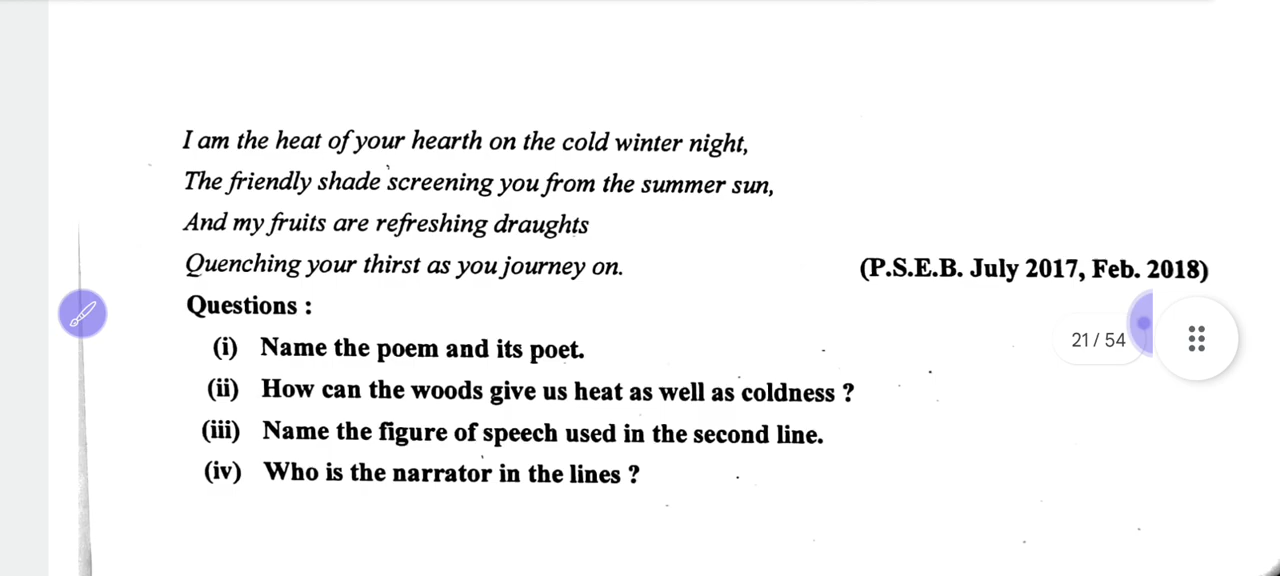 I am the heat of your hearth on the cold winter night,
The friendly shade screening you from the summer sun,
And my fruits are refreshing draughts
Quenching your thirst as you journey on.
(P.S.E.B. July 2017, Feb. 2018)
Questions :
(i) Name the poem and its poet.
21 / 54
(ii) How can the woods give us heat as well as coldness ?
(iii) Name the figure of speech used in the second line.
(iv) Who is the narrator in the lines ?